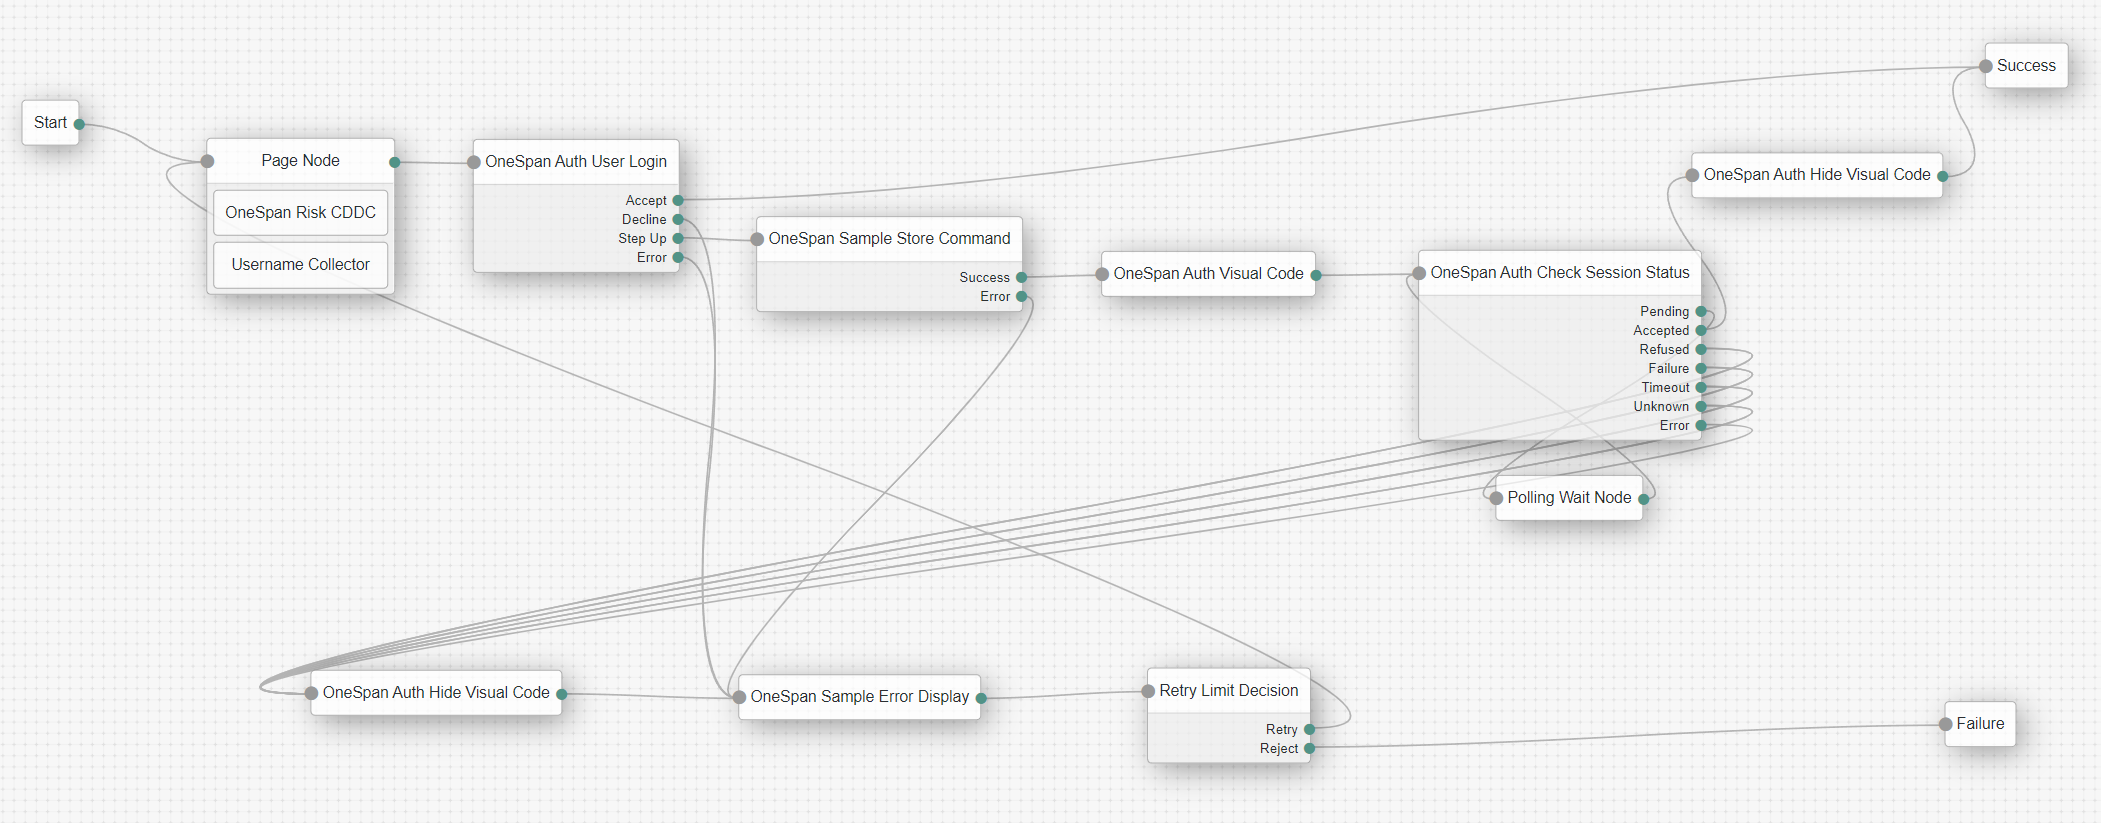 Start
Page Node
OneSpan Risk CDDC
Username Collector
OneSpan Auth User Login
Accept
Decline
Step Up
Error
OneSpan Sample Store Command
Success
Error
OneSpan Auth Visual Code
OneSpan Auth Check Session Status
Pending
Accepted
Refused
Failure
Timeout
Unknown
Error
Polling Wait Node
OneSpan Auth Hide Visual Code
Success
OneSpan Auth Hide Visual Code
OneSpan Sample Error Display
Retry Limit Decision
Retry
Reject
Failure